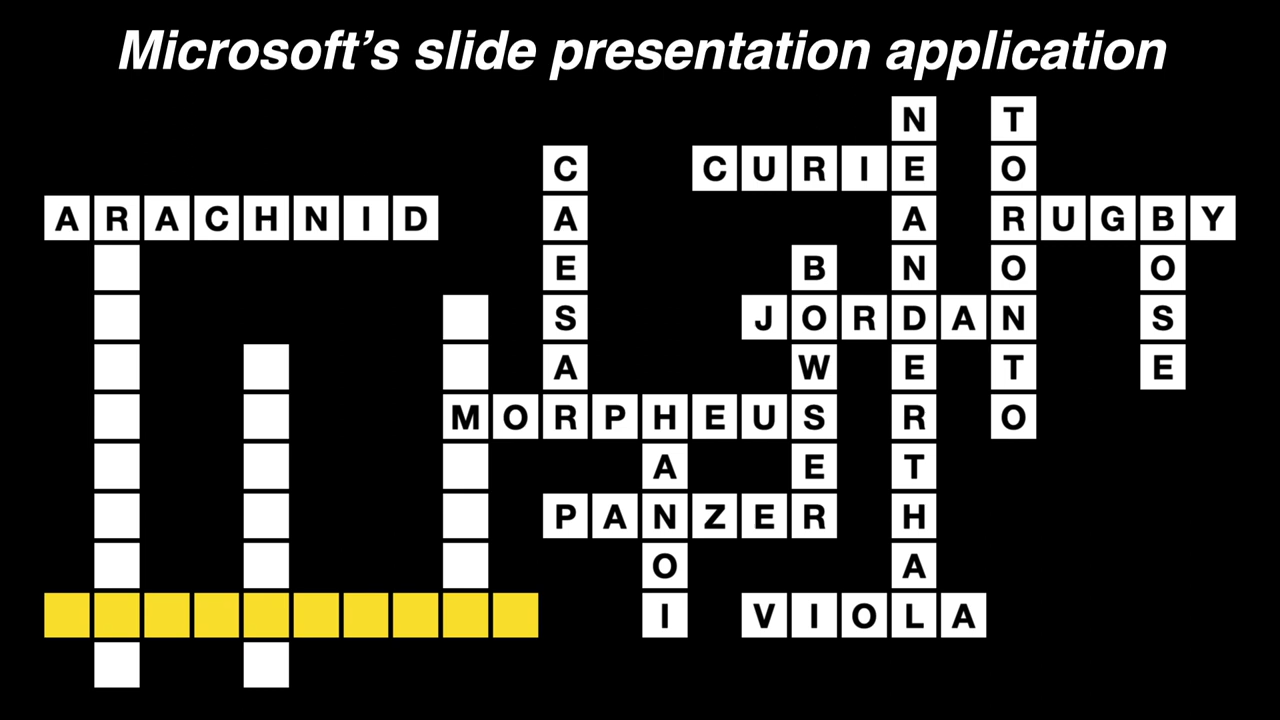 Microsoft’s slide presentation application
N T
C CURIE O
ARACHNID A A RUGBY
E B N O O
S JORDAN S
A W E T E
MORPHEUS R O
A E T
PANZER H
O A
I VIOLA